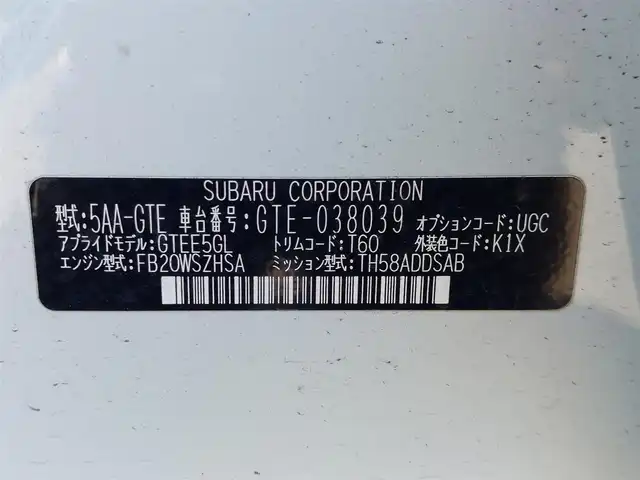 SUBARU CORPORATION
型式:5AA-GTE 車台番号:GTE-038039 オプションコード:UGC
アプライドモデル:GTEE5GL トリムコード:T60 外装色コード:K1X
エンジン型式:FB20WSZHSA ミッション型式:TH58ADDSAB